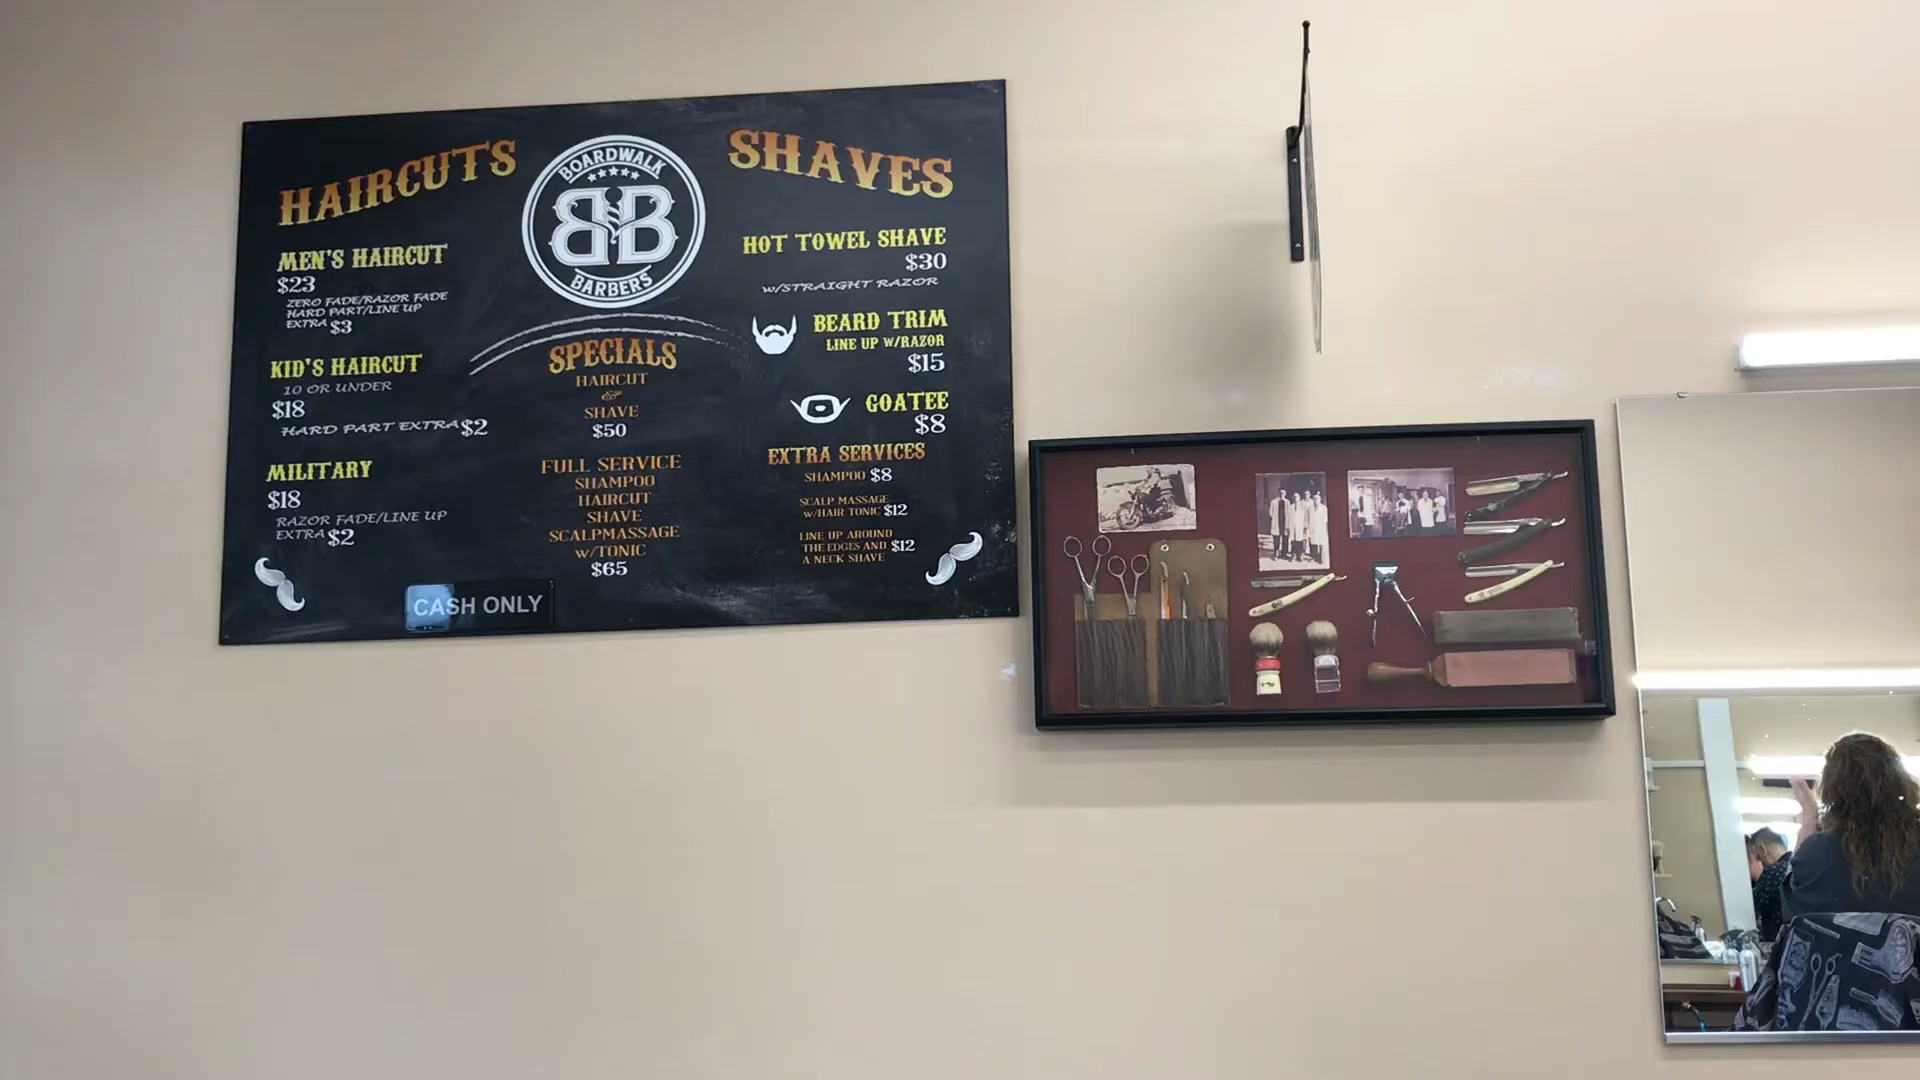 HAIRCUTS
MEN'S HAIRCUT
$23
ZERO FADE/RAZOR FADE
HARD PART/LINE UP
EXTRA $3
KID'S HAIRCUT
10 OR UNDER
$18
HARD PART EXTRA $2
MILITARY
$18
RAZOR FADE/LINE UP
EXTRA $2
BOARDWALK
BB
BARBERS
SPECIALS
HAIRCUT
&
SHAVE
$50
FULL SERVICE
SHAMPOO
HAIRCUT
SHAVE
SCALPMASSAGE
W/TONIC
$65
CASH ONLY
SHAVES
HOT TOWEL SHAVE
$30
W/STRAIGHT RAZOR
BEARD TRIM
LINE UP W/RAZOR
$15
GOATEE
$8
EXTRA SERVICES
SHAMPOO $8
SCALP MASSAGE
W/HAIR TONIC $12
LINE UP AROUND
THE EDGES AND $12
A NECK SHAVE